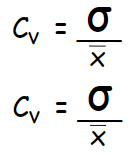 Cv = σ / x̅
Cv = σ / x̅